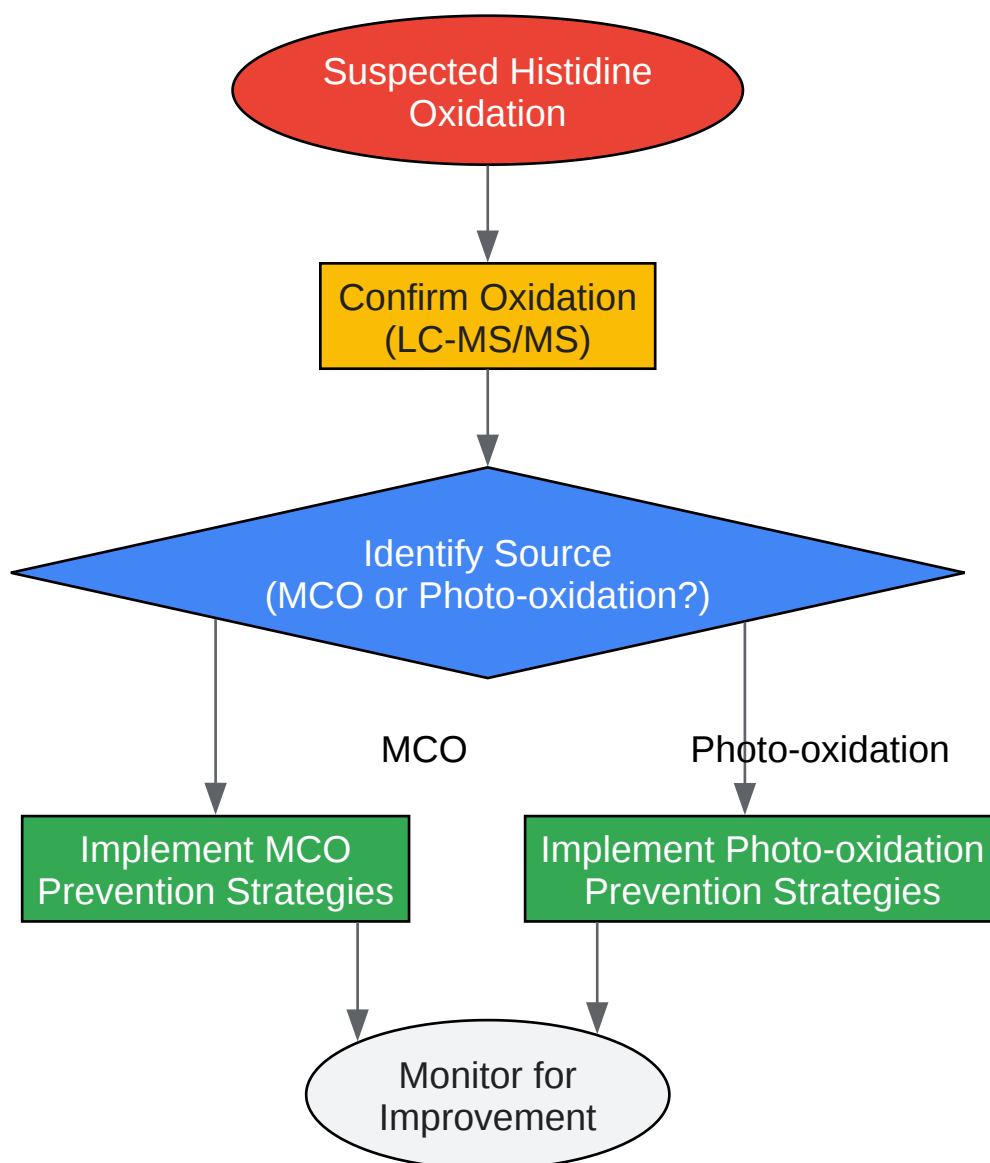 Suspected Histidine
Oxidation
Confirm Oxidation
(LC-MS/MS)
Identify Source
(MCO or Photo-oxidation?)
MCO
Photo-oxidation
Implement MCO
Prevention Strategies
Implement Photo-oxidation
Prevention Strategies
Monitor for
Improvement